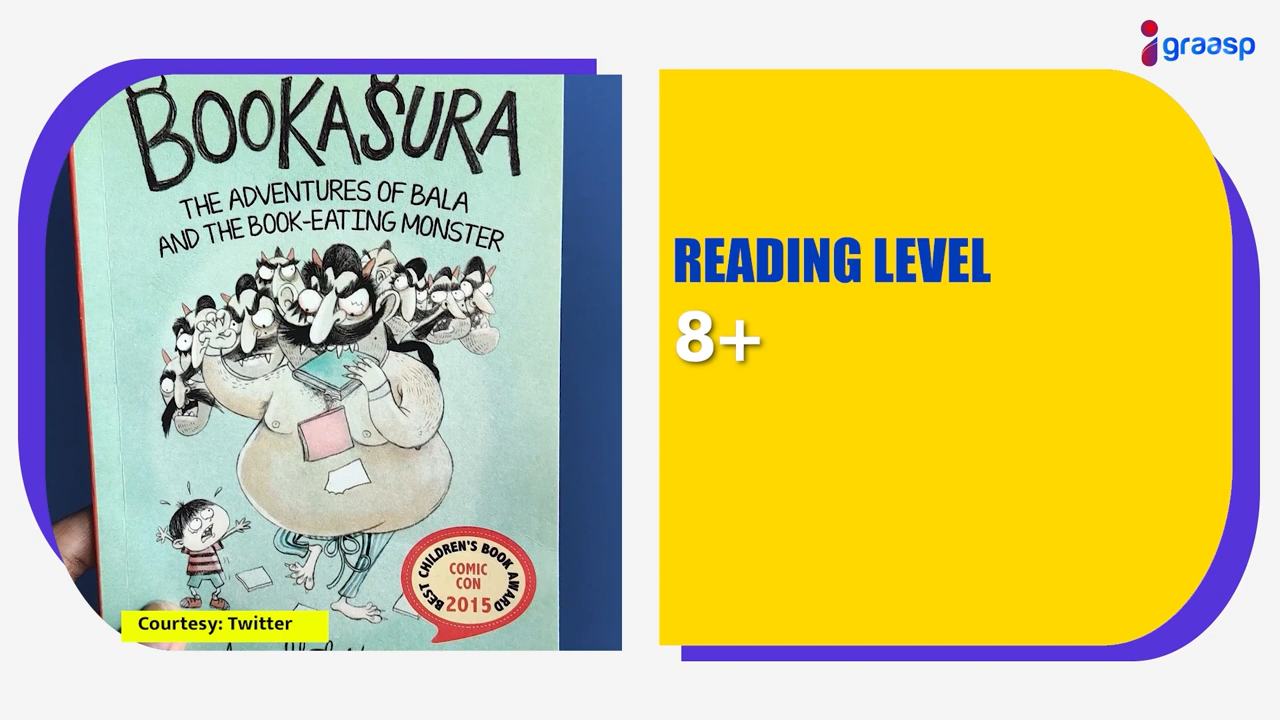 graasp
BOOKASURA
THE ADVENTURES OF BALA
AND THE BOOK-EATING MONSTER
BEST CHILDREN'S BOOK AWARD
COMIC
CON
2015
Courtesy: Twitter
READING LEVEL
8+